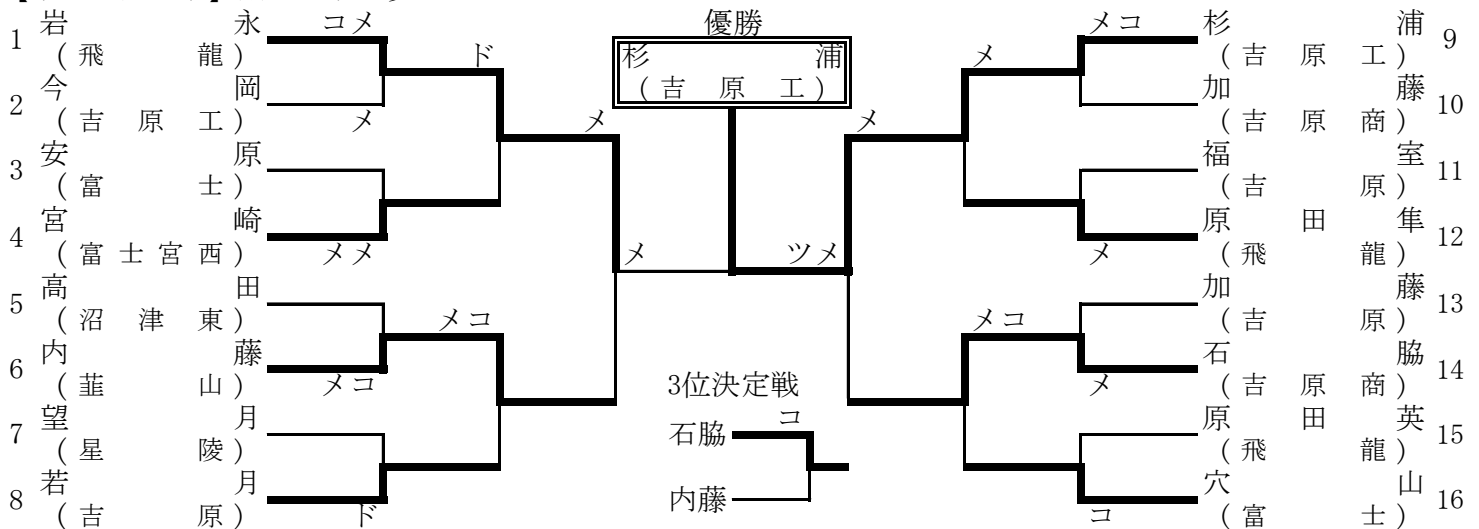 岩永 コメ 優勝 メコ 杉浦
1 (飛龍) ド 杉浦 メ (吉原工) 9
今岡 (吉原工) 加藤
2 (吉原工) メ メ メ (吉原商) 10
安原 福室
3 (富士) (吉原) 11
宮崎 原田隼
4 (富士宮西) メメ メ ツメ メ (飛龍) 12
高田 加藤
5 (沼津東) メコ メコ (吉原) 13
内藤 石脇
6 (韮山) メコ 3位決定戦 メ (吉原商) 14
望月 コ 原田英
7 (星陵) 石脇 (飛龍) 15
若月 内藤 穴山
8 (吉原) ド コ (富士) 16